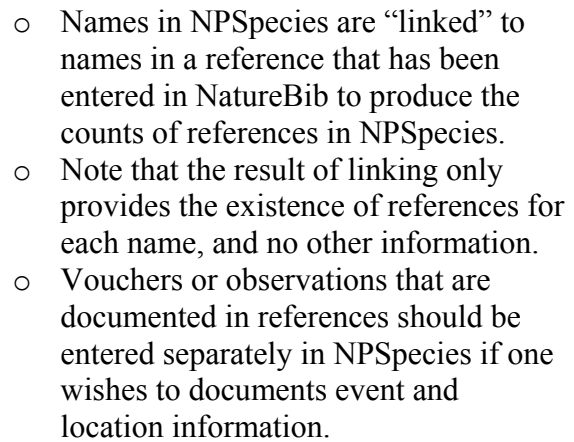 o Names in NPSpecies are “linked” to
names in a reference that has been
entered in NatureBib to produce the
counts of references in NPSpecies.
o Note that the result of linking only
provides the existence of references for
each name, and no other information.
o Vouchers or observations that are
documented in references should be
entered separately in NPSpecies if one
wishes to documents event and
location information.